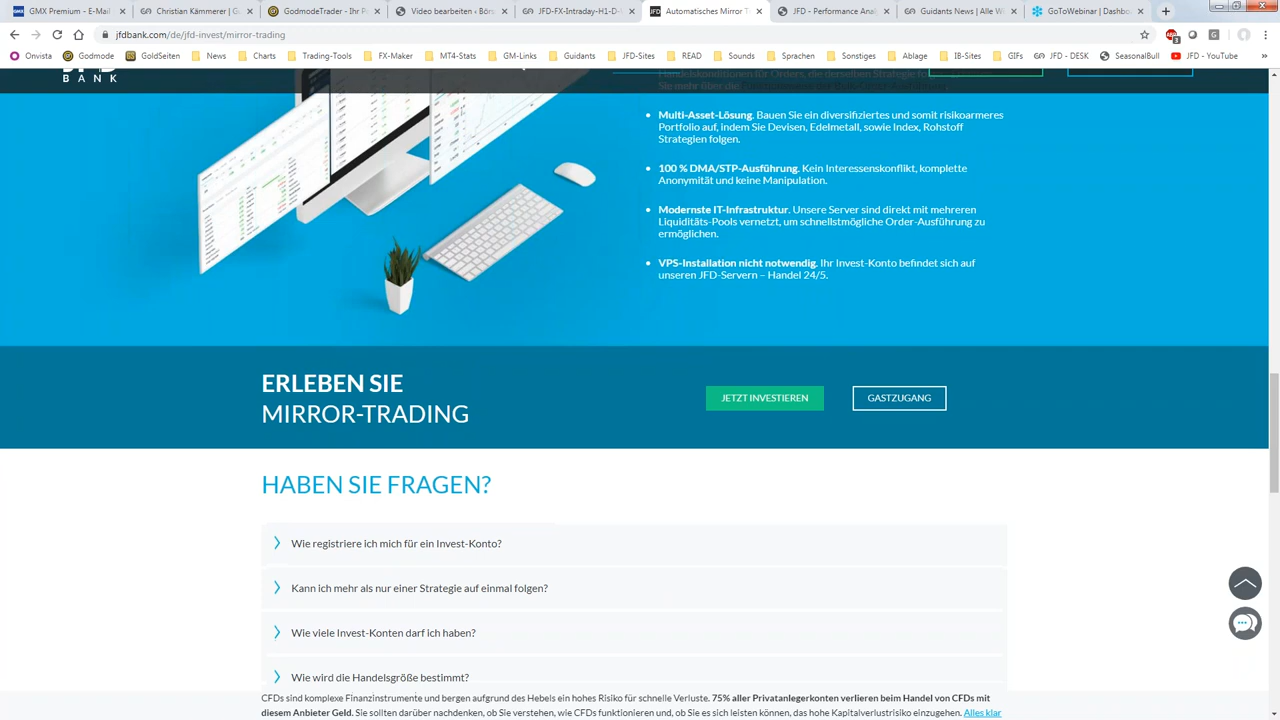 GMX Premium - E-Mail
Christian Kämmerer | G
GodmodeTrader - Ihr P
Video bearbeiten ‹ Börs
JFD-FX-Intraday-H1-D-
Automatisches Mirror T
JFD - Performance Anal
Guidants News | Alle W
GoToWebinar | Dashbo
jfdbank.com/de/jfd-invest/mirror-trading
Onvista Godmode GoldSeiten News Charts Trading-Tools FX-Maker MT4-Stats GM-Links Guidants JFD-Sites READ Sounds Sprachen Sonstiges Ablage IB-Sites GIFs JFD - DESK SeasonalBull JFD - YouTube
BANK
Handelskonditionen für Orders, die derselben Strategie
Sie mehr über die
Multi-Asset-Lösung. Bauen Sie ein diversifiziertes und somit risikoarmeres
Portfolio auf, indem Sie Devisen, Edelmetall, sowie Index, Rohstoff
Strategien folgen.
100 % DMA/STP-Ausführung. Kein Interessenskonflikt, komplette
Anonymität und keine Manipulation.
Modernste IT-Infrastruktur. Unsere Server sind direkt mit mehreren
Liquiditäts-Pools vernetzt, um schnellstmögliche Order-Ausführung zu
ermöglichen.
VPS-Installation nicht notwendig. Ihr Invest-Konto befindet sich auf
unseren JFD-Servern – Handel 24/5.
ERLEBEN SIE
MIRROR-TRADING
JETZT INVESTIEREN
GASTZUGANG
HABEN SIE FRAGEN?
Wie registriere ich mich für ein Invest-Konto?
Kann ich mehr als nur einer Strategie auf einmal folgen?
Wie viele Invest-Konten darf ich haben?
Wie wird die Handelsgröße bestimmt?
CFDs sind komplexe Finanzinstrumente und bergen aufgrund des Hebels ein hohes Risiko für schnelle Verluste. 75% aller Privatanlegerkonten verlieren beim Handel von CFDs mit
diesem Anbieter Geld. Sie sollten darüber nachdenken, ob Sie verstehen, wie CFDs funktionieren und, ob Sie es sich leisten können, das hohe Kapitalverlustrisiko einzugehen. Alles klar